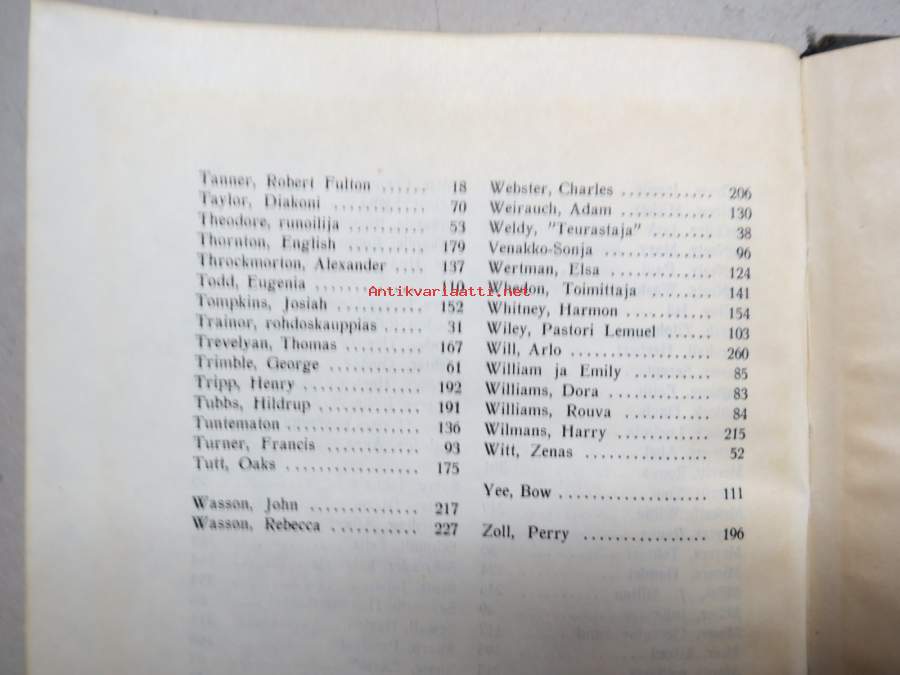 Tanner, Robert Fulton ...... 18
Taylor, Diakoni ............ 70
Theodore, runoilija ........... 53
Thornton, English .......... 179
Throckmorton, Alexander .... 137
Todd, Eugenia .............. 110
Tompkins, Josiah ............ 152
Trainor, rohdoskauppias ..... 31
Trevelyan, Thomas .......... 167
Trimble, George ............ 61
Tripp, Henry ............... 192
Tubbs, Hildrup ............. 191
Tuntematon ................. 136
Turner, Francis ............ 93
Tutt, Oaks ................. 175
Wasson, John .............. 217
Wasson, Rebecca ........... 227
Webster, Charles ............ 206
Weirauch, Adam ............ 130
Weldy, "Teurastaja" ........ 38
Venakko-Sonja .............. 96
Wertman, Elsa ............. 124
Whedon, Toimittaja ........ 141
Whitney, Harmon ........... 154
Wiley, Pastori Lemuel ...... 103
Will, Arlo .................. 260
William ja Emily .......... 85
Williams, Dora ............. 83
Williams, Rouva ........... 84
Wilmans, Harry ............ 215
Witt, Zenas ................ 52
Yee, Bow ................... 111
Zoll, Perry ................ 196
Antikvariaatti.net